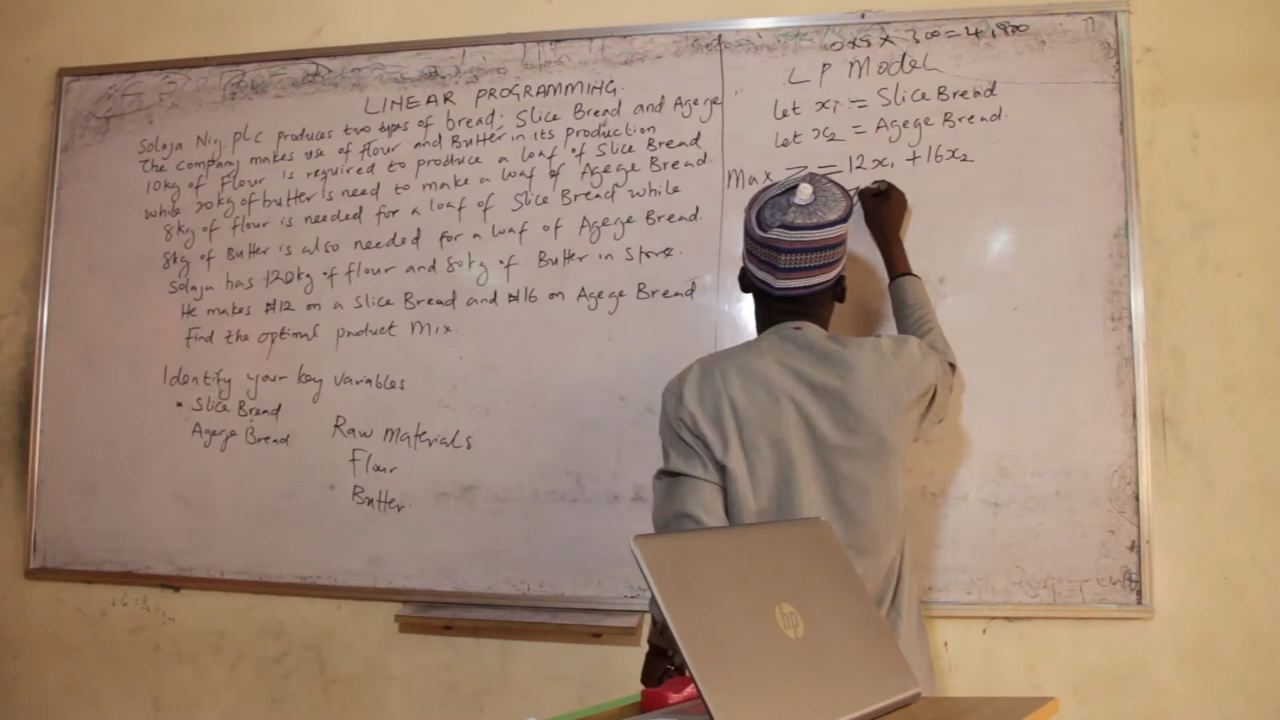 LINEAR PROGRAMMING.
Solaja Nig. plc produces two types of bread; Slice Bread and Agege
The company makes use of flour and Butter in its production
10kg of Flour is required to produce a loaf of Slice Bread
while 20kg of butter is need to make a loaf of Agege Bread.
8kg of flour is needed for a loaf of Slice Bread while
8kg of Butter is also needed for a loaf of Agege Bread.
Solaja has 120kg of flour and 80kg of Butter in Store.
He makes ₦12 on a Slice Bread and ₦16 on Agege Bread
Find the optimal product Mix.
Identify your key variables
* Slice Bread
Agege Bread
Raw materials
Flour
Butter.
× 300 = 4,800
LP Model
Let x₁ = Slice Bread
Let x₂ = Agege Bread.
Max Z = 12x₁ + 16x₂
hp